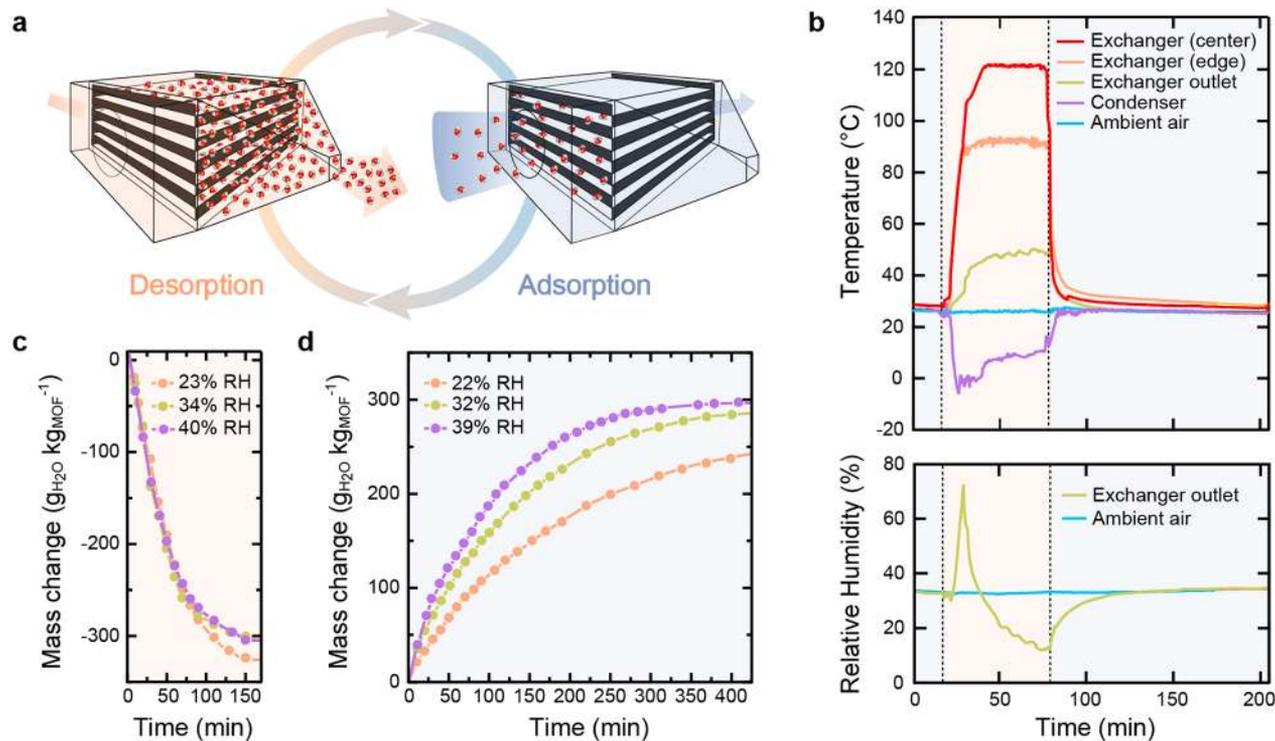 a
Desorption
Adsorption
b
Temperature (°C)
140
120
100
80
60
40
20
0
-20
Exchanger (center)
Exchanger (edge)
Exchanger outlet
Condenser
Ambient air
Relative Humidity (%)
80
60
40
20
0
Exchanger outlet
Ambient air
0 50 100 150 200
Time (min)
c
Mass change (gH₂O kgMOF⁻¹)
0
-100
-200
-300
23% RH
34% RH
40% RH
0 50 100 150
Time (min)
d
Mass change (gH₂O kgMOF⁻¹)
300
200
100
0
22% RH
32% RH
39% RH
0 50 100 150 200 250 300 350 400
Time (min)